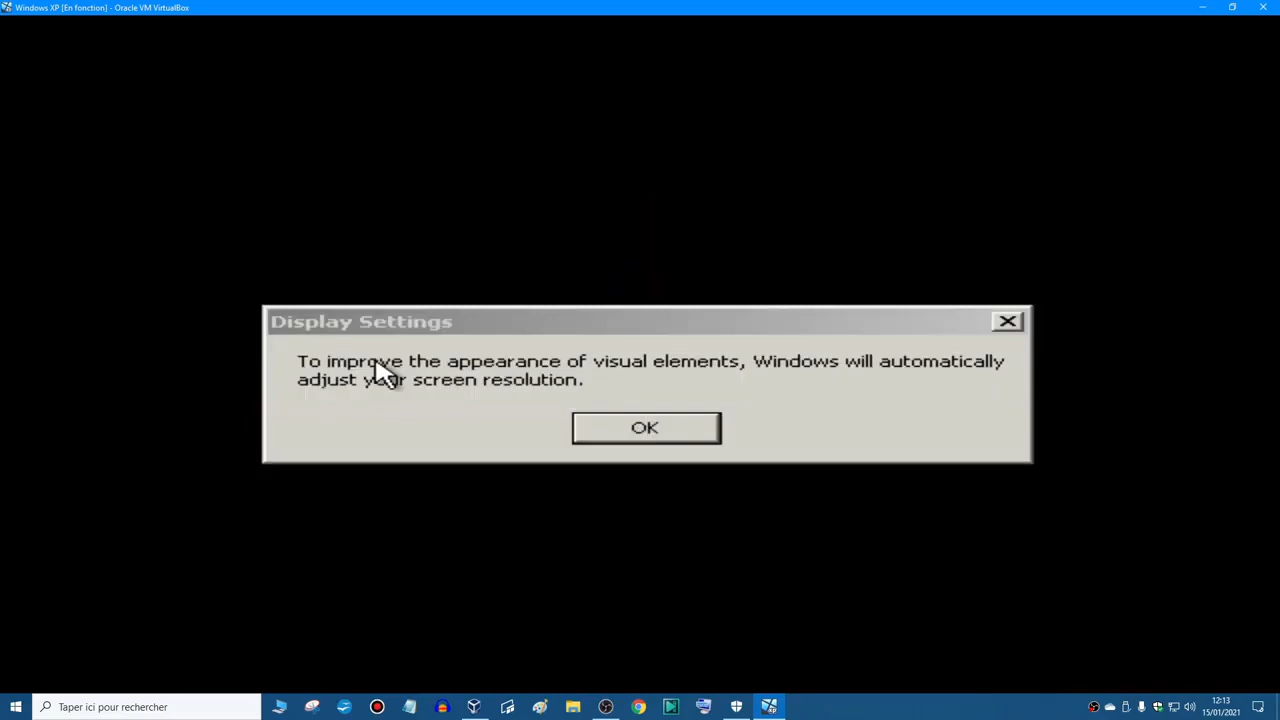 Windows XP [En fonction] - Oracle VM VirtualBox
Display Settings
To improve the appearance of visual elements, Windows will automatically
adjust your screen resolution.
OK
Taper ici pour rechercher
12:13
15/01/2021